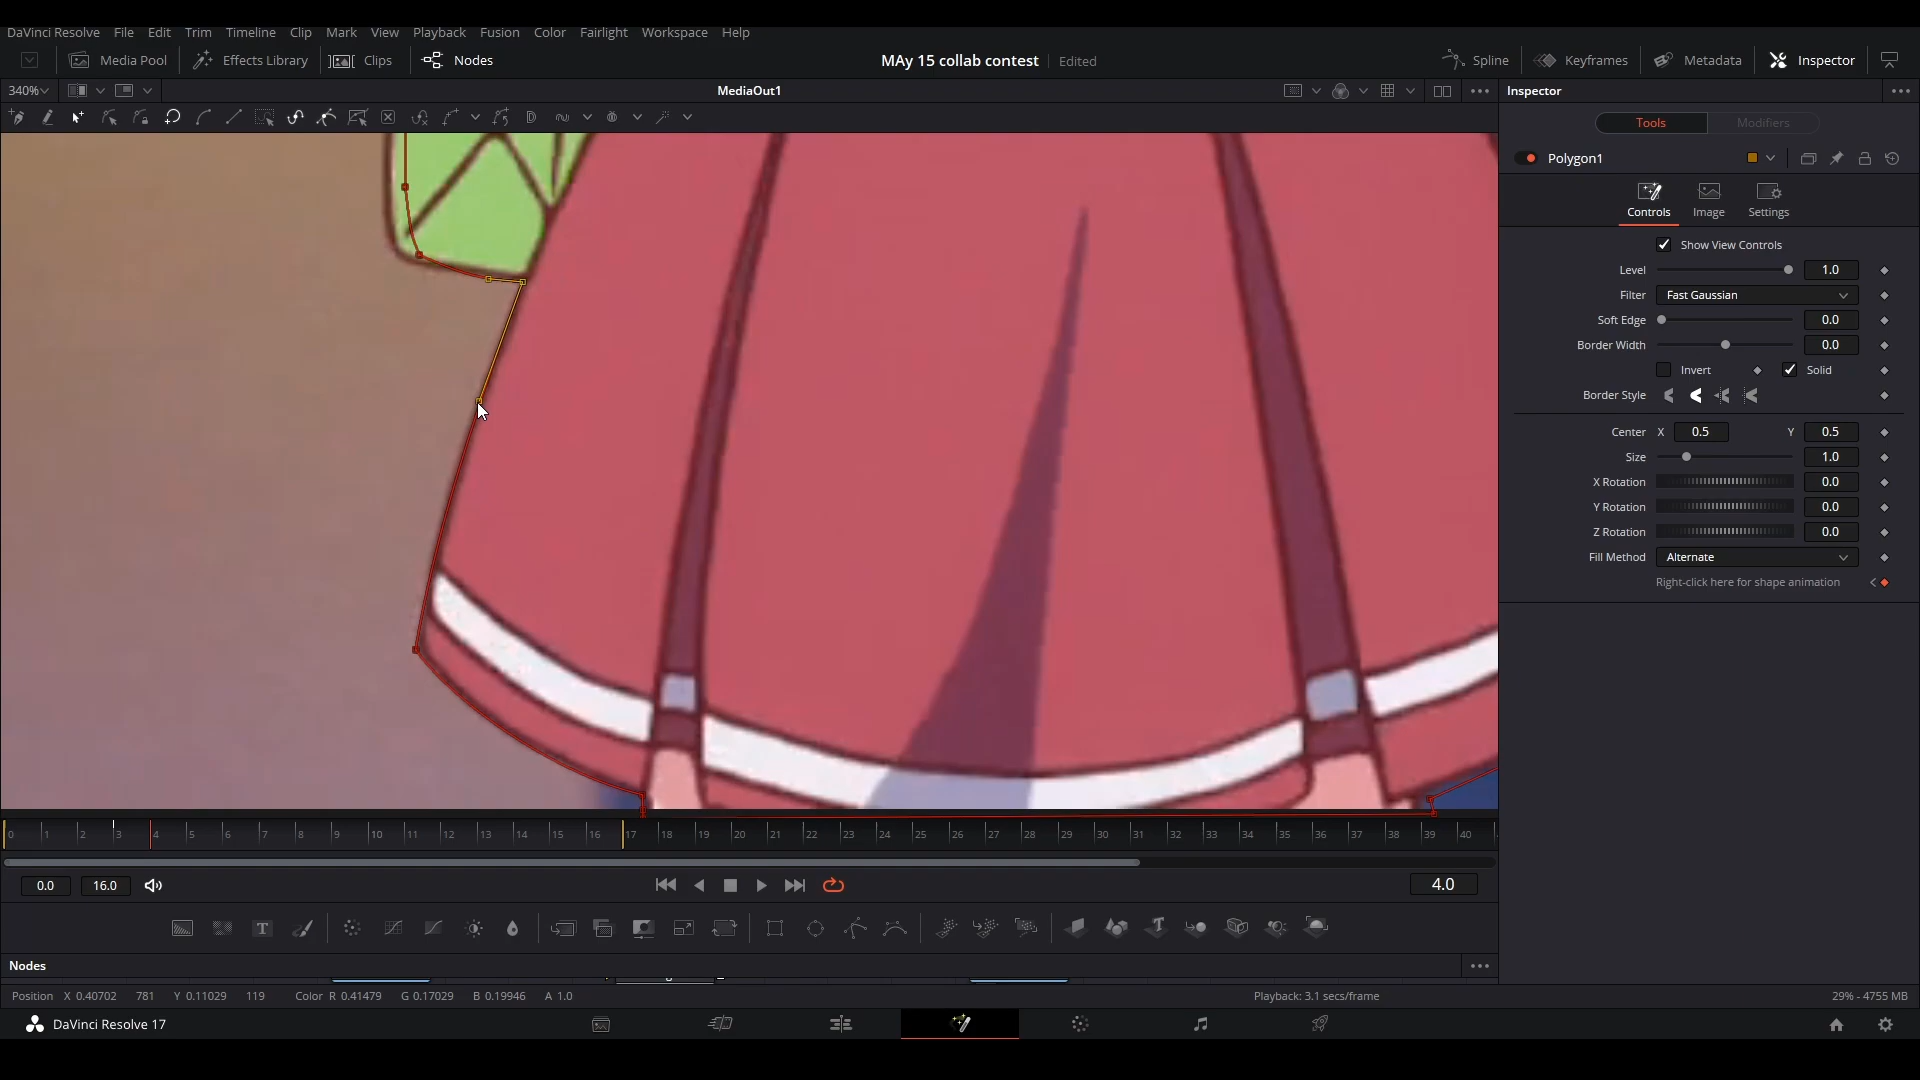 DaVinci Resolve File Edit Trim Timeline Clip Mark View Playback Fusion Color Fairlight Workspace Help
Media Pool Effects Library Clips Nodes MAy 15 collab contest Edited Spline Keyframes Metadata Inspector
340% MediaOut1 Inspector
Tools Modifiers
Polygon1
Controls Image Settings
Show View Controls
Level 1.0
Filter Fast Gaussian
Soft Edge 0.0
Border Width 0.0
Invert Solid
Border Style
Center X 0.5 Y 0.5
Size 1.0
X Rotation 0.0
Y Rotation 0.0
Z Rotation 0.0
Fill Method Alternate
Right-click here for shape animation
0 1 2 3 4 5 6 7 8 9 10 11 12 13 14 15 16 17 18 19 20 21 22 23 24 25 26 27 28 29 30 31 32 33 34 35 36 37 38 39 40
0.0 16.0 4.0
Nodes
Position X 0.40702 781 Y 0.11029 119 Color R 0.41479 G 0.17029 B 0.19946 A 1.0 Playback: 3.1 secs/frame 29% - 4755 MB
DaVinci Resolve 17